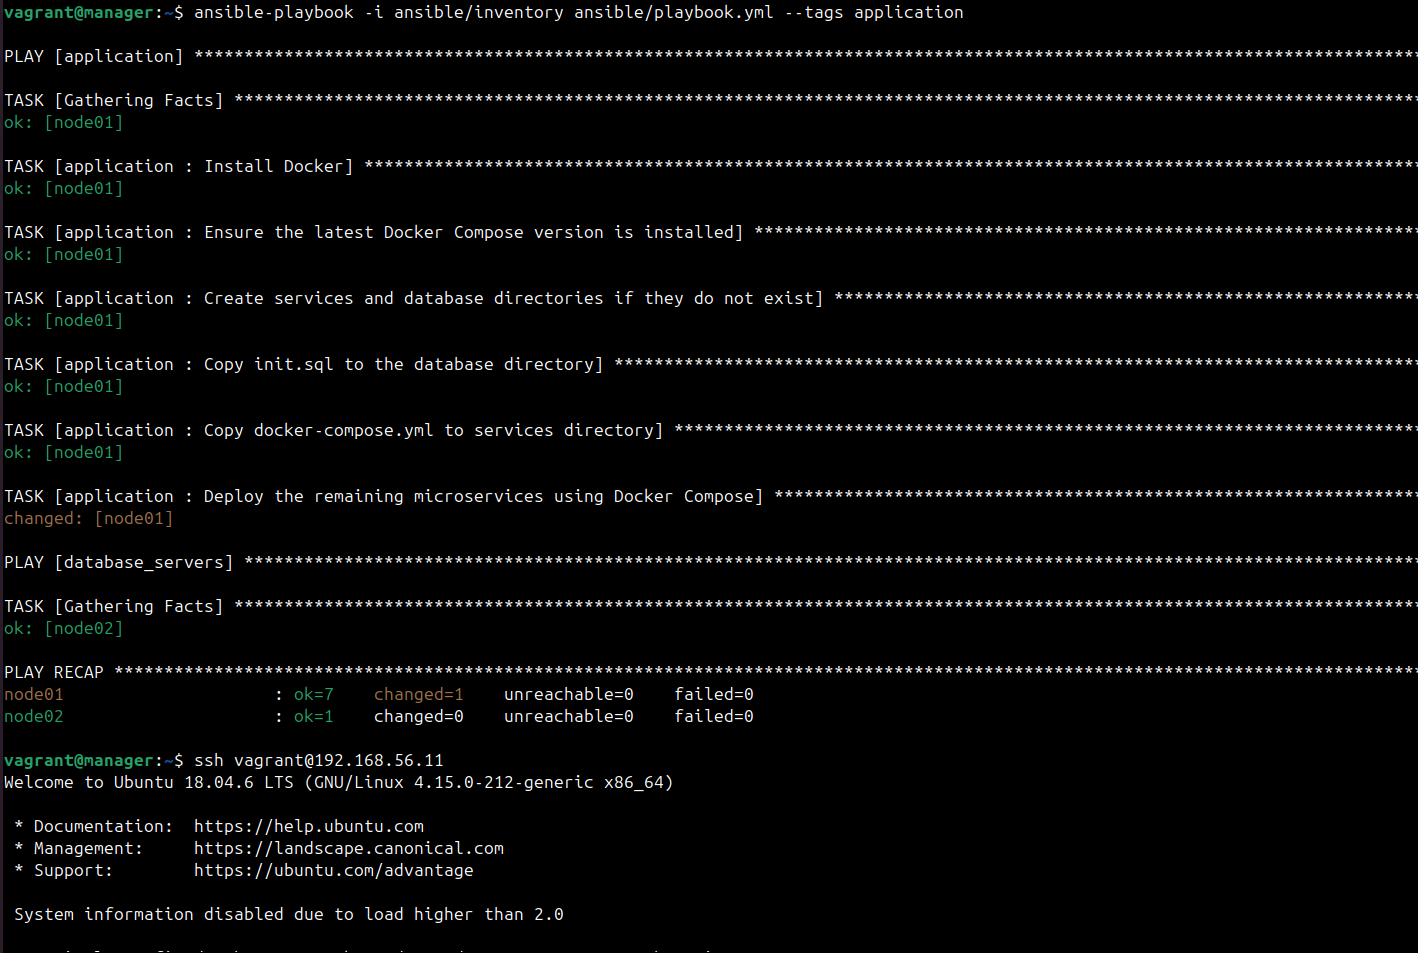 vagrant@manager:~$ ansible-playbook -i ansible/inventory ansible/playbook.yml --tags application
PLAY [application] ***************************************************************************************************************************
TASK [Gathering Facts] ***********************************************************************************************************************
ok: [node01]
TASK [application : Install Docker] **********************************************************************************************************
ok: [node01]
TASK [application : Ensure the latest Docker Compose version is installed] *******************************************************************
ok: [node01]
TASK [application : Create services and database directories if they do not exist] ***********************************************************
ok: [node01]
TASK [application : Copy init.sql to the database directory] *********************************************************************************
ok: [node01]
TASK [application : Copy docker-compose.yml to services directory] ***************************************************************************
ok: [node01]
TASK [application : Deploy the remaining microservices using Docker Compose] *****************************************************************
changed: [node01]
PLAY [database_servers] **********************************************************************************************************************
TASK [Gathering Facts] ***********************************************************************************************************************
ok: [node02]
PLAY RECAP ***********************************************************************************************************************************
node01                     : ok=7    changed=1    unreachable=0    failed=0
node02                     : ok=1    changed=0    unreachable=0    failed=0
vagrant@manager:~$ ssh vagrant@192.168.56.11
Welcome to Ubuntu 18.04.6 LTS (GNU/Linux 4.15.0-212-generic x86_64)
 * Documentation:  https://help.ubuntu.com
 * Management:     https://landscape.canonical.com
 * Support:        https://ubuntu.com/advantage
 System information disabled due to load higher than 2.0